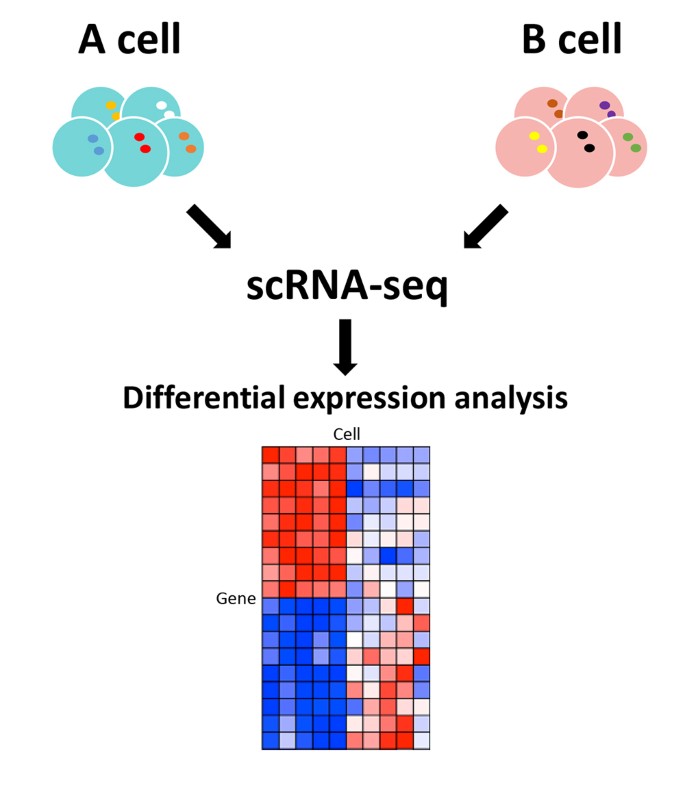 A cell
B cell
scRNA-seq
Differential expression analysis
Cell
Gene